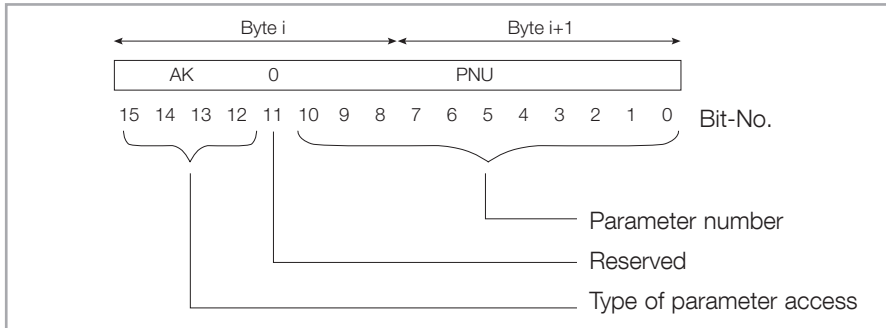 Byte i Byte i+1
AK 0 PNU
15 14 13 12 11 10 9 8 7 6 5 4 3 2 1 0 Bit-No.
Parameter number
Reserved
Type of parameter access